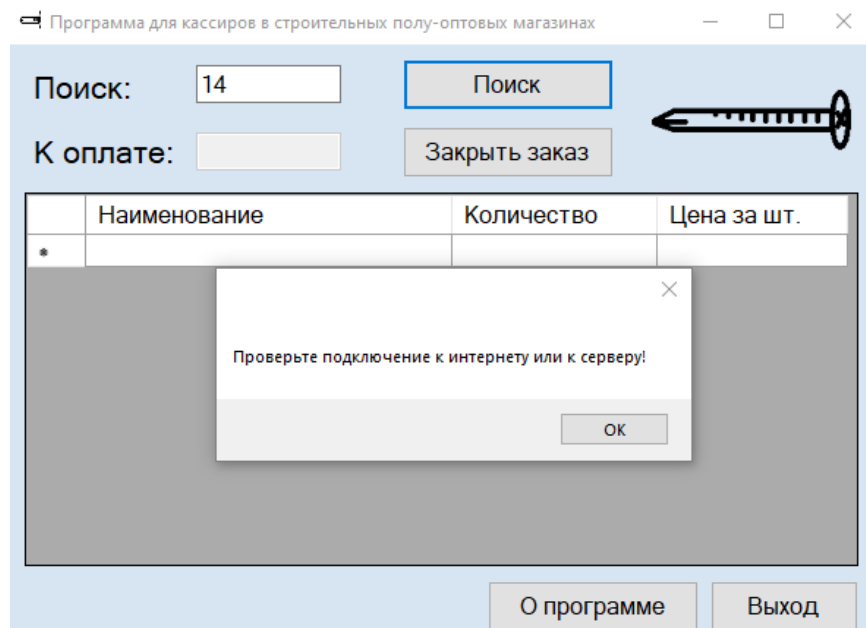 Программа для кассиров в строительных полу-оптовых магазинах
Поиск: 14 Поиск
К оплате: Закрыть заказ
Наименование Количество Цена за шт.
*
Проверьте подключение к интернету или к серверу!
ОК
О программе Выход